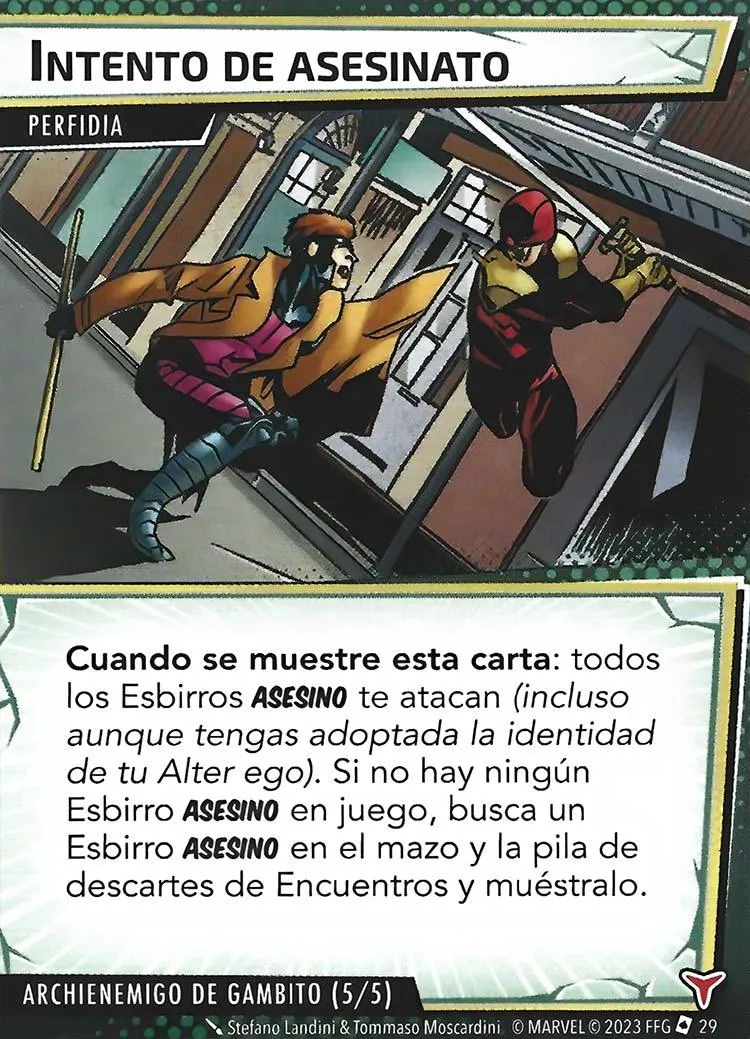 INTENTO DE ASESINATO
PERFIDIA
Cuando se muestre esta carta: todos
los Esbirros ASESINO te atacan (incluso
aunque tengas adoptada la identidad
de tu Alter ego). Si no hay ningún
Esbirro ASESINO en juego, busca un
Esbirro ASESINO en el mazo y la pila de
descartes de Encuentros y muéstralo.
ARCHIENEMIGO DE GAMBITO (5/5)
Stefano Landini & Tommaso Moscardini © MARVEL © 2023 FFG 29